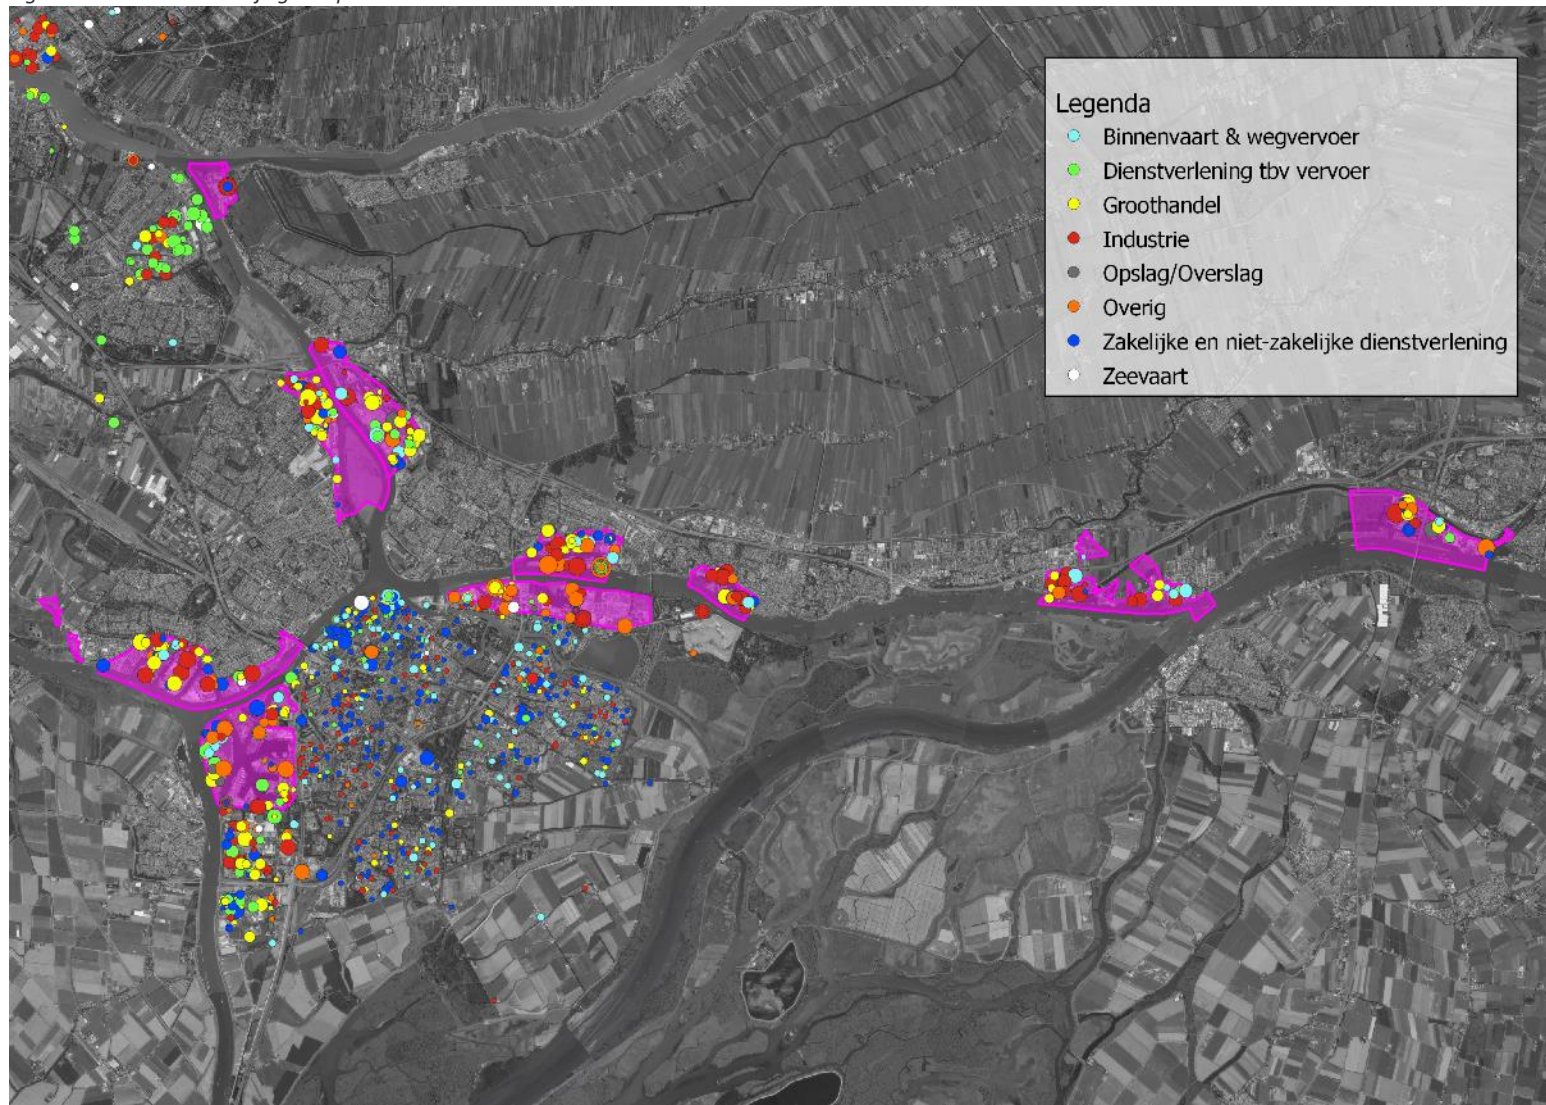 Legenda
Binnenvaart & wegvervoer
Dienstverlening tbv vervoer
Groothandel
Industrie
Opslag/Overslag
Overig
Zakelijke en niet-zakelijke dienstverlening
Zeevaart